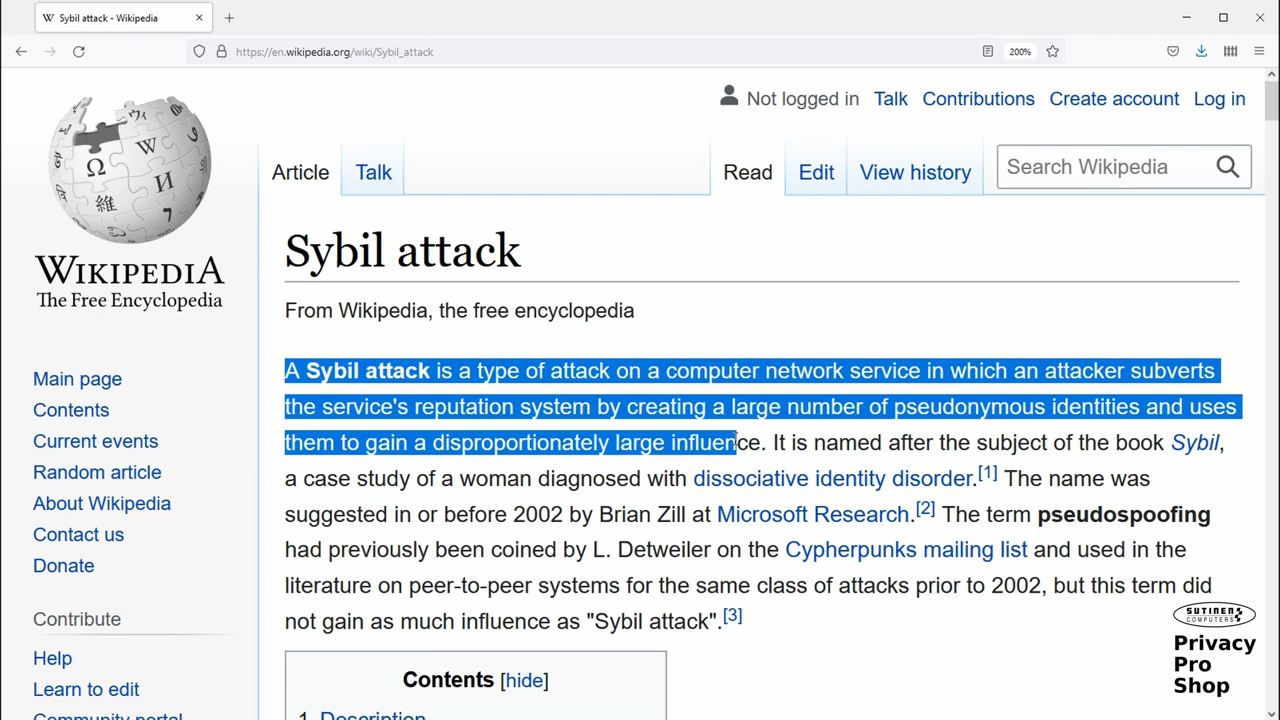 Sybil attack - Wikipedia
https://en.wikipedia.org/wiki/Sybil_attack
200%
Not logged in Talk Contributions Create account Log in
Article Talk Read Edit View history Search Wikipedia
Ω W И 維 ウィ
WIKIPEDIA
The Free Encyclopedia
Main page
Contents
Current events
Random article
About Wikipedia
Contact us
Donate
Contribute
Help
Learn to edit
Community portal
Sybil attack
From Wikipedia, the free encyclopedia
A Sybil attack is a type of attack on a computer network service in which an attacker subverts
the service's reputation system by creating a large number of pseudonymous identities and uses
them to gain a disproportionately large influence. It is named after the subject of the book Sybil,
a case study of a woman diagnosed with dissociative identity disorder.[1] The name was
suggested in or before 2002 by Brian Zill at Microsoft Research.[2] The term pseudospoofing
had previously been coined by L. Detweiler on the Cypherpunks mailing list and used in the
literature on peer-to-peer systems for the same class of attacks prior to 2002, but this term did
not gain as much influence as "Sybil attack".[3]
Contents [hide]
1 Description
SUTINEN
COMPUTERS
Privacy
Pro
Shop